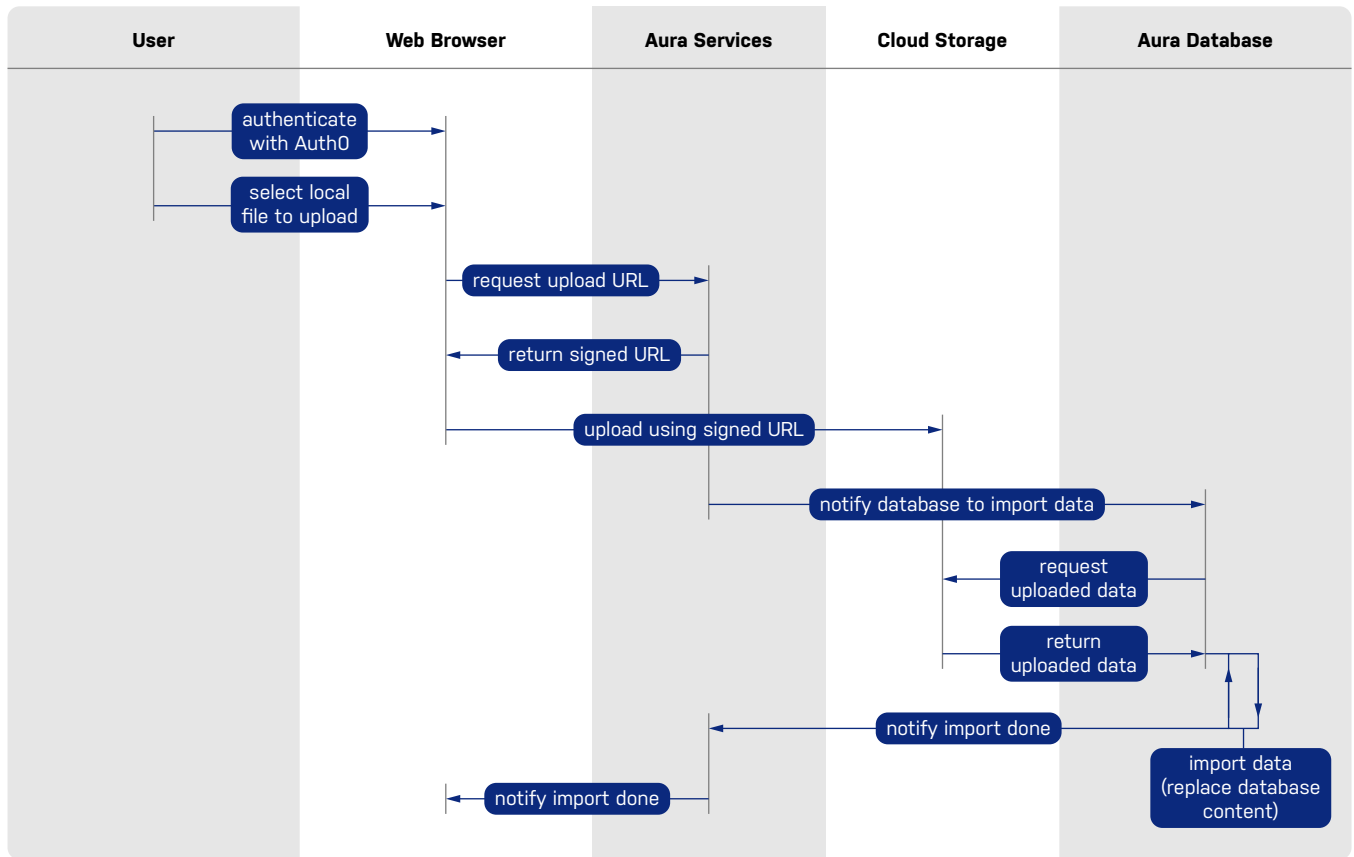 User
Web Browser
Aura Services
Cloud Storage
Aura Database
authenticate
with Auth0
select local
file to upload
request upload URL
return signed URL
upload using signed URL
notify database to import data
request
uploaded data
return
uploaded data
notify import done
import data
(replace database
content)
notify import done